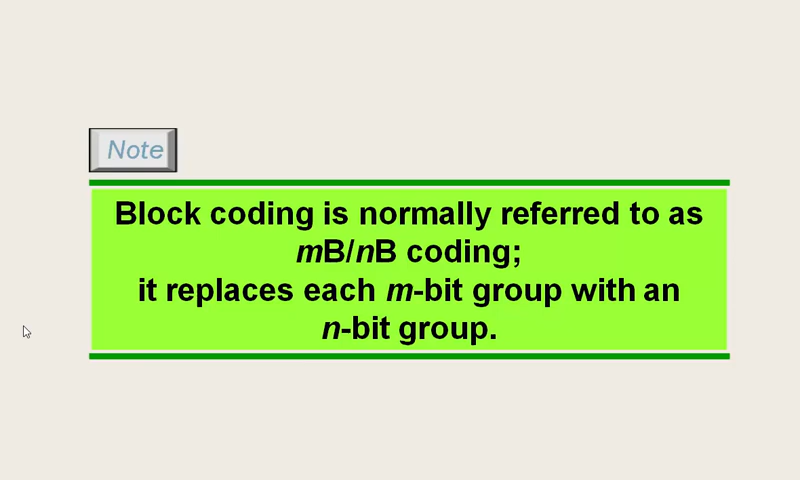 Note
Block coding is normally referred to as
mB/nB coding;
it replaces each m-bit group with an
n-bit group.